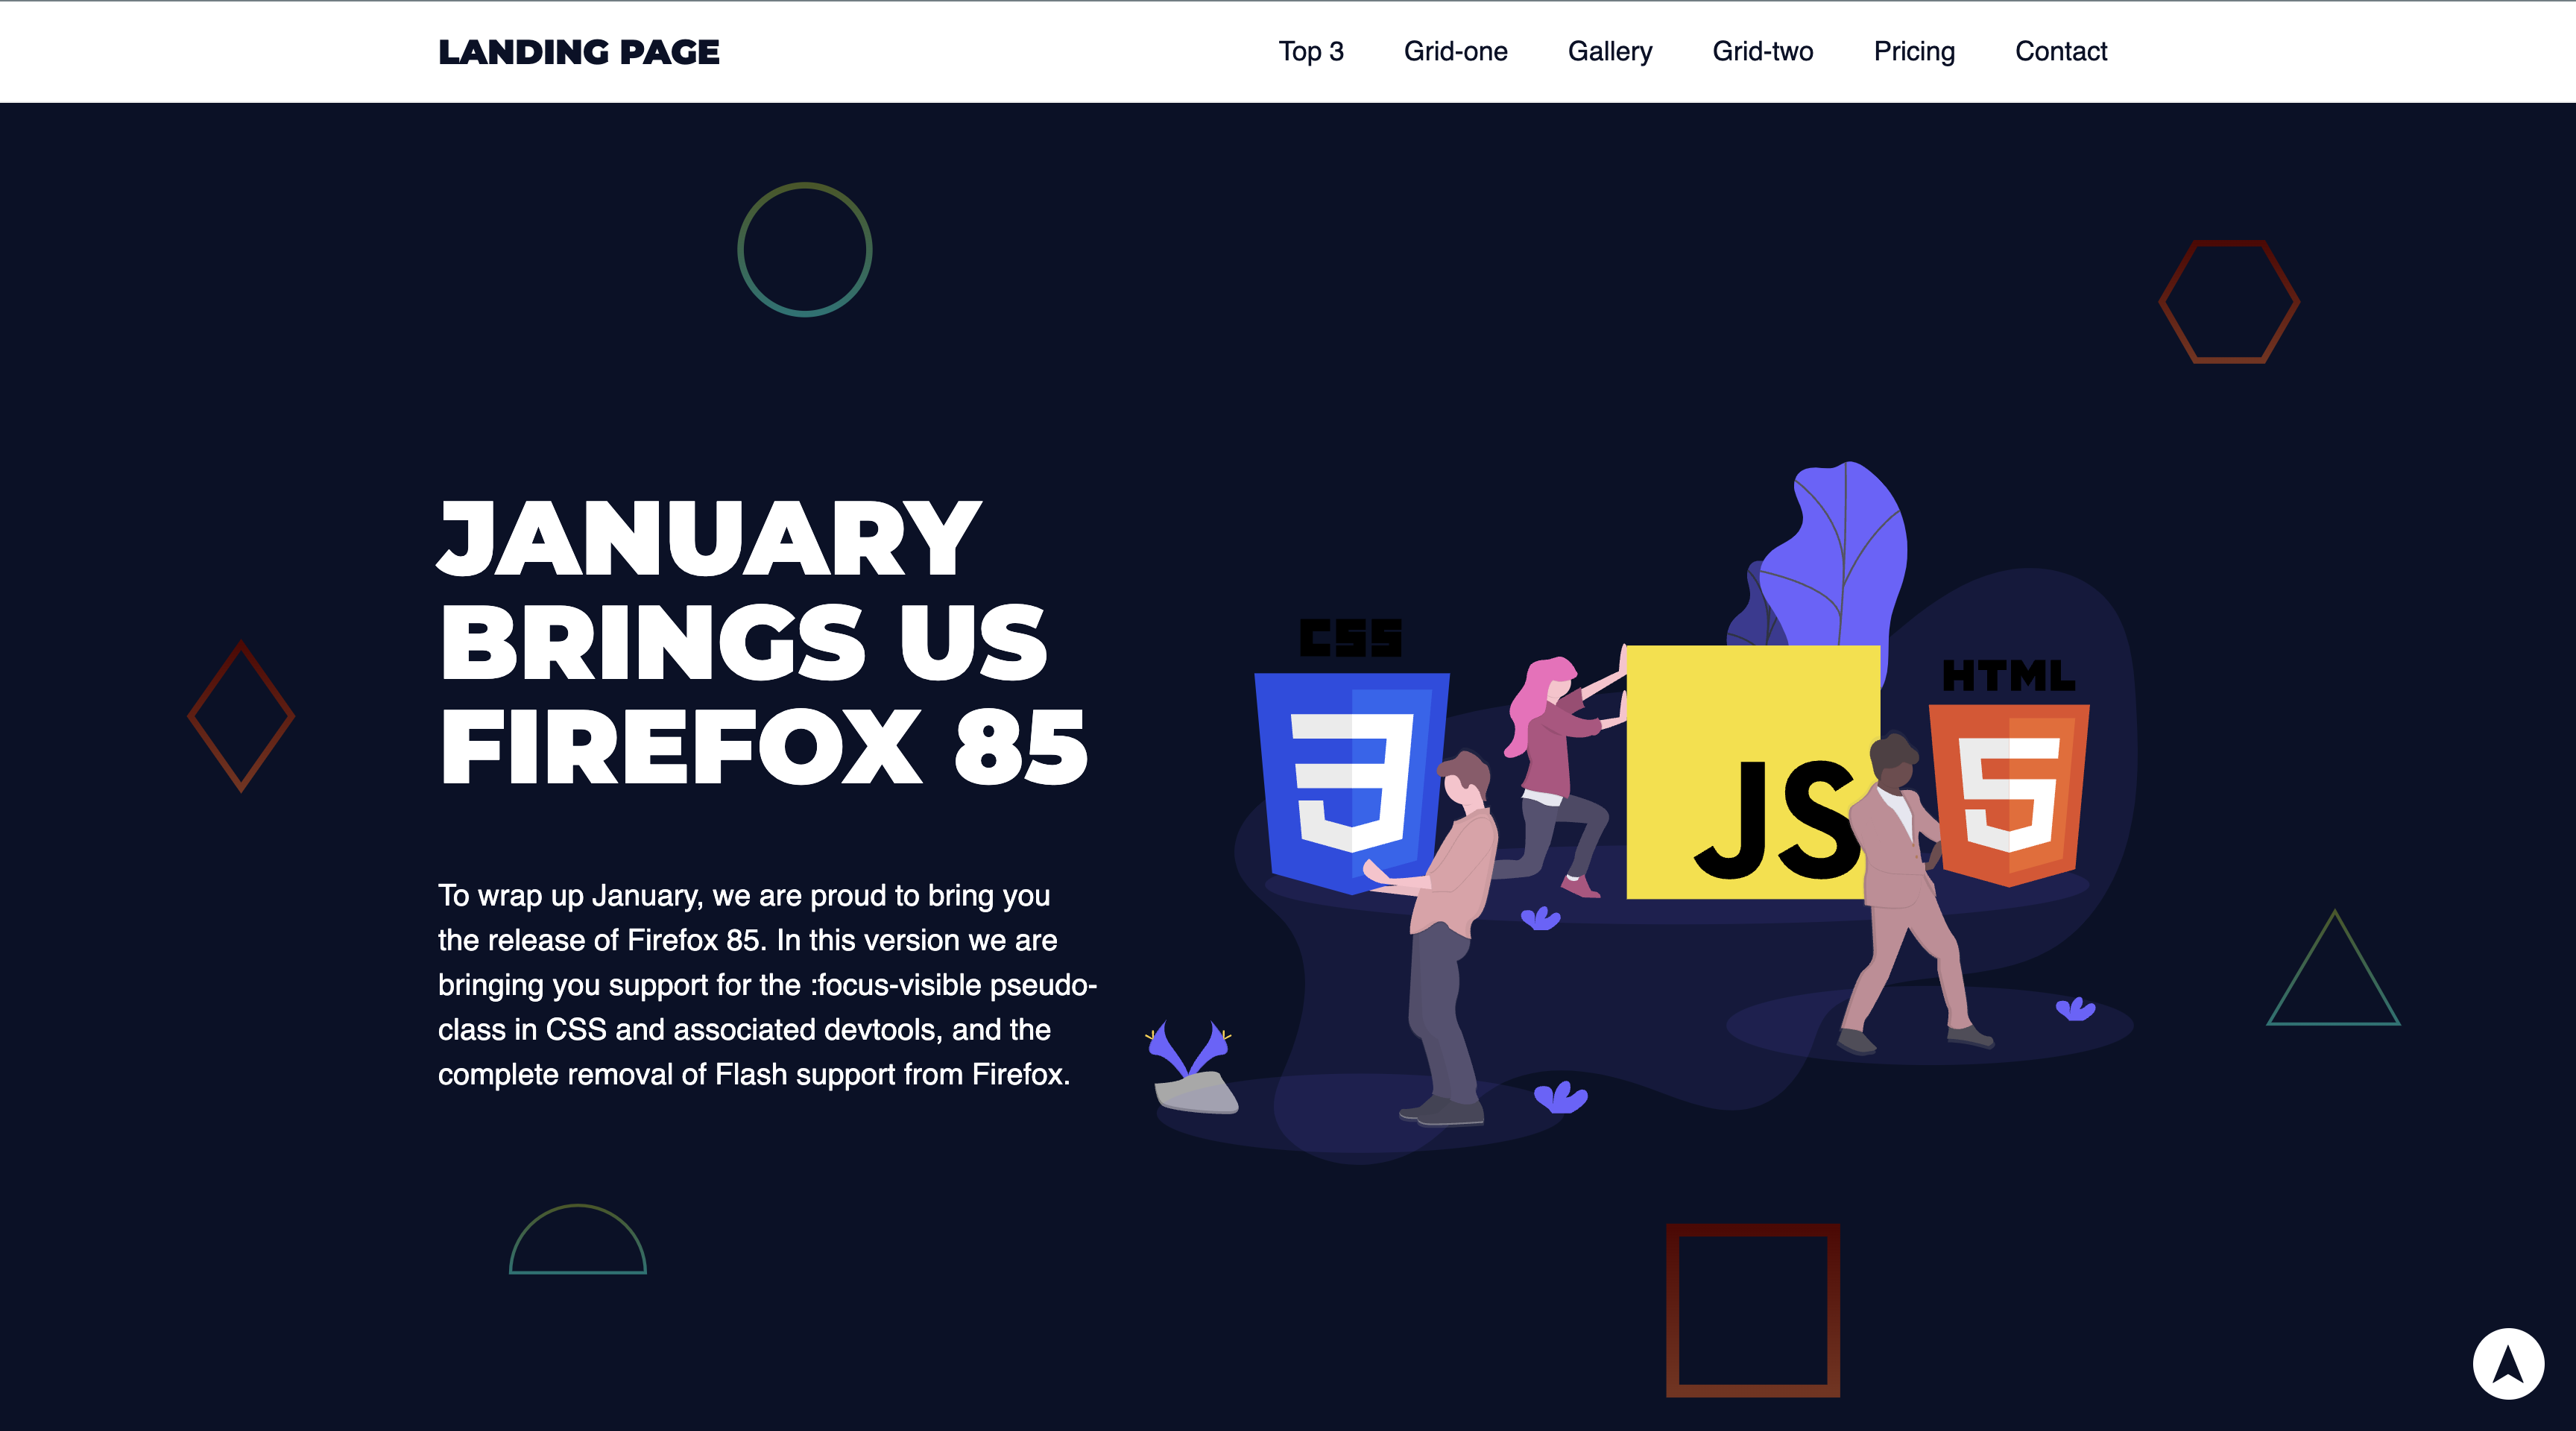 LANDING PAGE
Top 3 Grid-one Gallery Grid-two Pricing Contact
JANUARY
BRINGS US
FIREFOX 85
To wrap up January, we are proud to bring you
the release of Firefox 85. In this version we are
bringing you support for the :focus-visible pseudo-
class in CSS and associated devtools, and the
complete removal of Flash support from Firefox.
CSS
3
JS
HTML
5